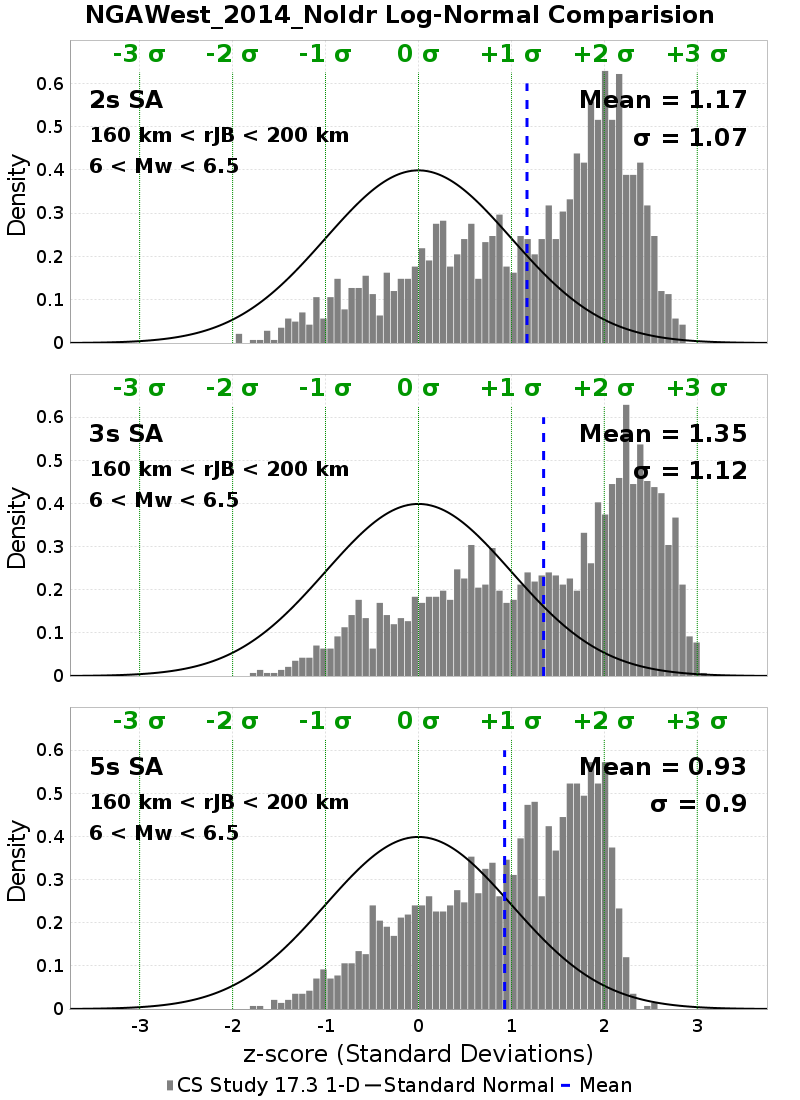 NGAWest_2014_NoIdr Log-Normal Comparision
-3 σ -2 σ -1 σ 0 σ +1 σ +2 σ +3 σ
2s SA
160 km < rJB < 200 km
6 < Mw < 6.5
Mean = 1.17
σ = 1.07
Density
0.6
0.5
0.4
0.3
0.2
0.1
0
-3 σ -2 σ -1 σ 0 σ +1 σ +2 σ +3 σ
3s SA
160 km < rJB < 200 km
6 < Mw < 6.5
Mean = 1.35
σ = 1.12
Density
0.6
0.5
0.4
0.3
0.2
0.1
0
-3 σ -2 σ -1 σ 0 σ +1 σ +2 σ +3 σ
5s SA
160 km < rJB < 200 km
6 < Mw < 6.5
Mean = 0.93
σ = 0.9
Density
0.6
0.5
0.4
0.3
0.2
0.1
0
-3 -2 -1 0 1 2 3
z-score (Standard Deviations)
CS Study 17.3 1-D Standard Normal Mean